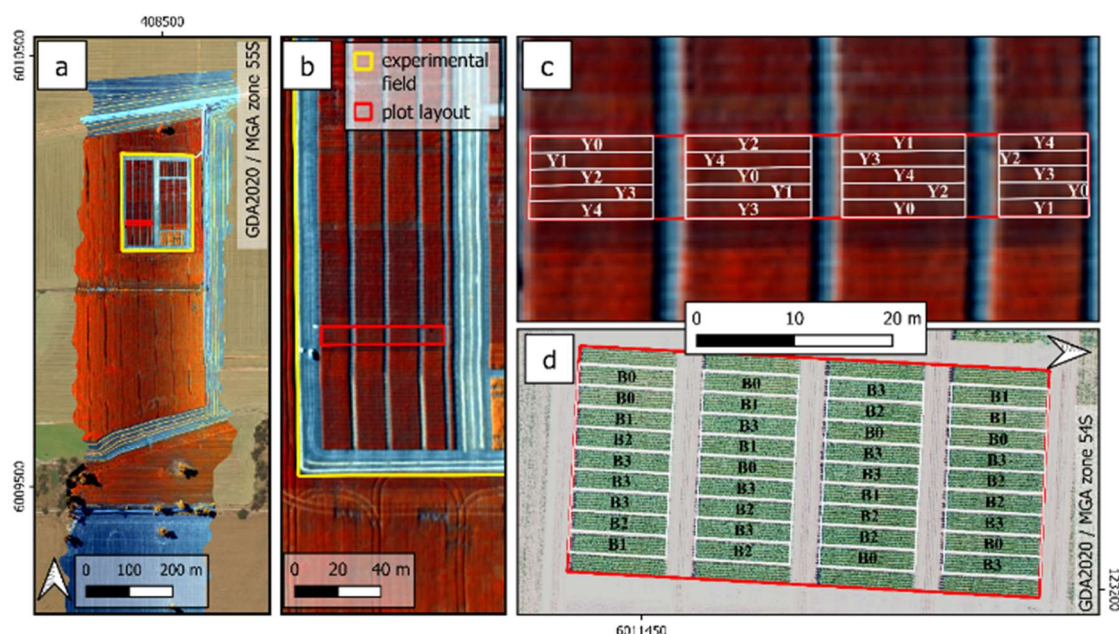 408500
6010500
a
GDA2020 / MGA zone 55S
6009500
0 100 200 m
b
experimental
field
plot layout
0 20 40 m
c
Y0 Y2 Y1 Y4
Y1 Y4 Y3 Y2
Y2 Y0 Y4 Y3
Y3 Y1 Y2 Y0
Y4 Y3 Y0 Y1
0 10 20 m
d
B0 B0 B3 B1
B0 B1 B2 B1
B1 B3 B0 B0
B2 B1 B3 B3
B3 B0 B3 B2
B3 B3 B1 B2
B3 B2 B2 B3
B2 B3 B2 B0
B1 B2 B0 B3
GDA2020 / MGA zone 54S
6011450